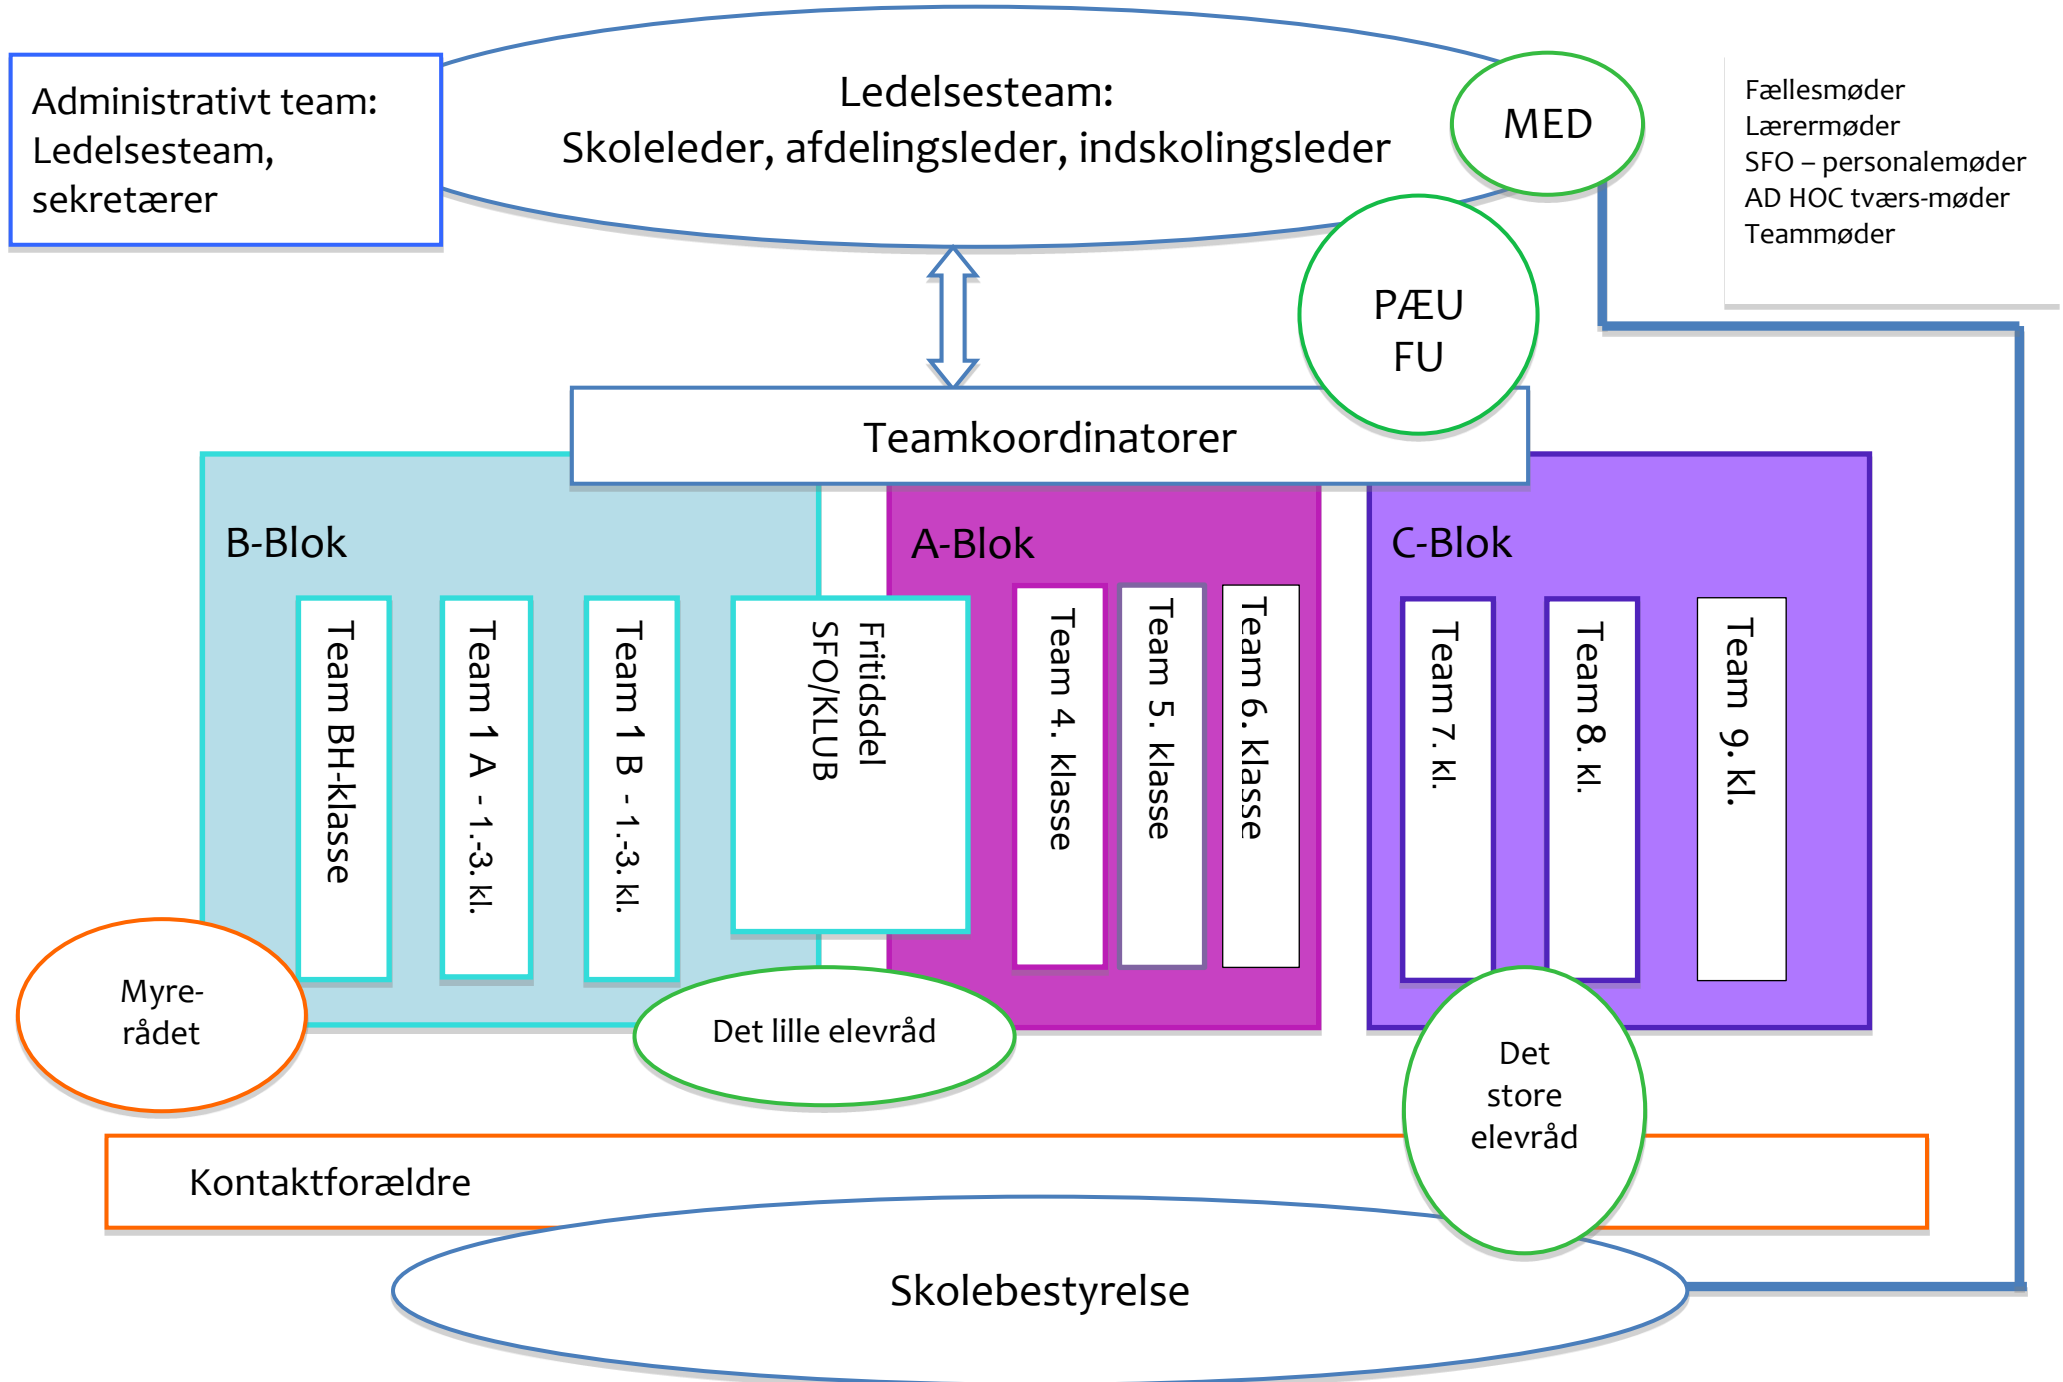 Administrativt team:
Ledelsesteam,
sekretærer
Ledelsesteam:
Skoleleder, afdelingsleder, indskolingsleder
MED
Fællesmøder
Lærermøder
SFO – personalemøder
AD HOC tværs-møder
Teammøder
PÆU
FU
Teamkoordinatorer
B-Blok
A-Blok
C-Blok
Team BH-klasse
Team 1 A - 1.-3. kl.
Team 1 B - 1.-3. kl.
Fritidsdel
SFO/KLUB
Team 4. klasse
Team 5. klasse
Team 6. klasse
Team 7. kl.
Team 8. kl.
Team 9. kl.
Myre-
rådet
Det lille elevråd
Det
store
elevråd
Kontaktforældre
Skolebestyrelse